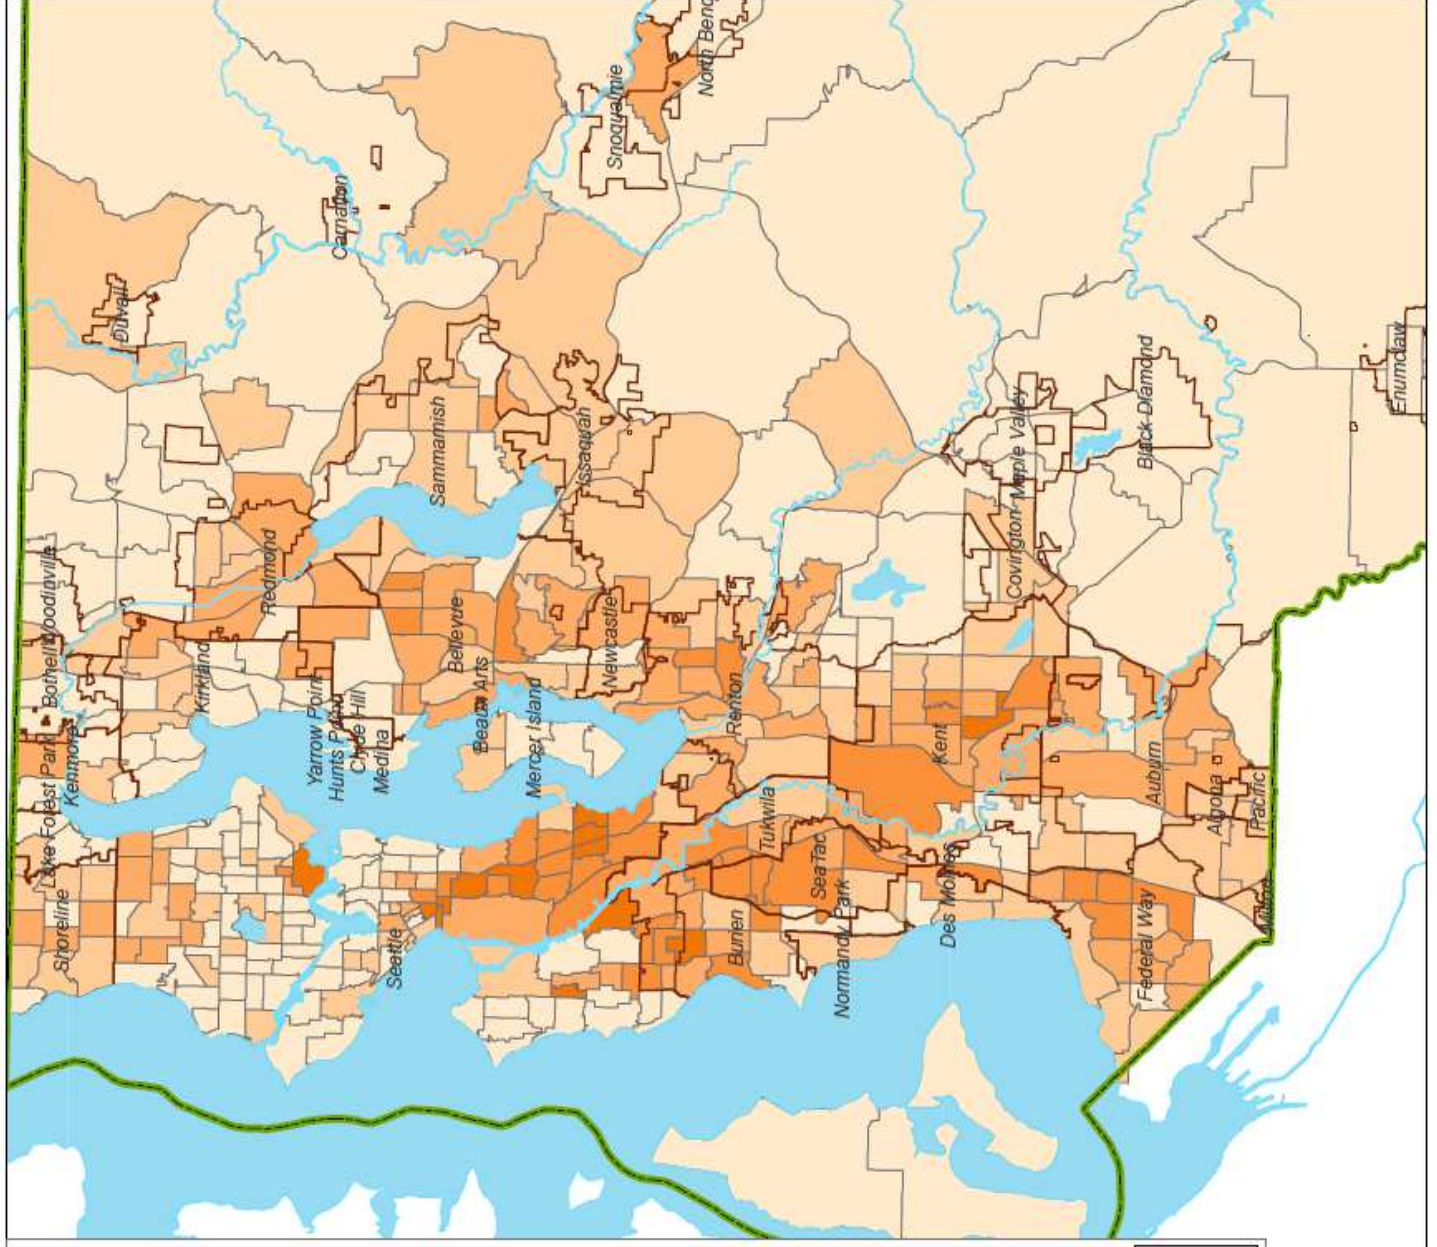 North Bend
Snoqualmie
Carnation
Duvall
Enumclaw
Black Diamond
Maple Valley
Covington
Issaquah
Sammamish
Redmond
Woodinville
Bothell
Kirkland
Bellevue
Newcastle
Beaux Arts
Renton
Kent
Mercer Island
Yarrow Point
Hunts Point
Clyde Hill
Medina
Kenmore
Lake Forest Park
Auburn
Algona
Pacific
Tukwila
SeaTac
Burien
Normandy Park
Des Moines
Federal Way
Milton
Shoreline
Seattle